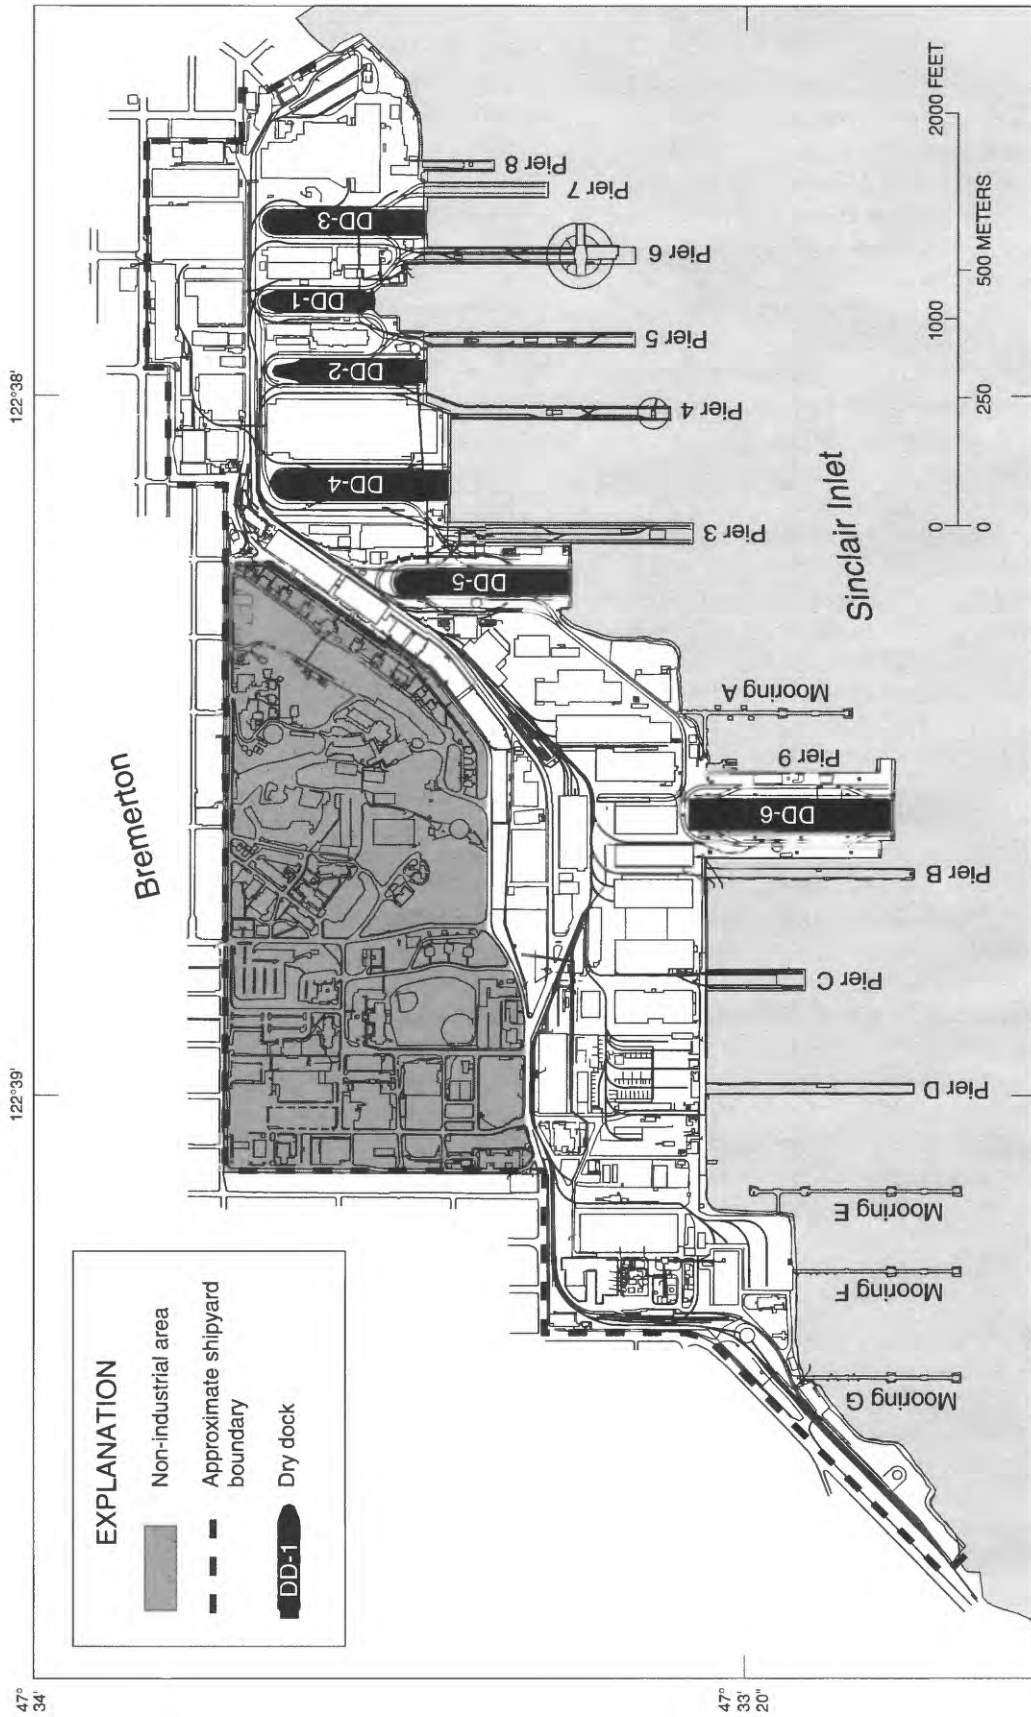 47°
34'
122°39'
122°38'
47°
33'
20"
EXPLANATION
Non-industrial area
Approximate shipyard
boundary
DD-1
Dry dock
Bremerton
Sinclair Inlet
DD-4
DD-2
DD-1
DD-3
DD-5
DD-6
Mooring G
Mooring F
Mooring E
Pier D
Pier C
Pier B
Pier 9
Mooring A
Pier 3
Pier 4
Pier 5
Pier 6
Pier 7
Pier 8
0
1000
2000 FEET
0
250
500 METERS